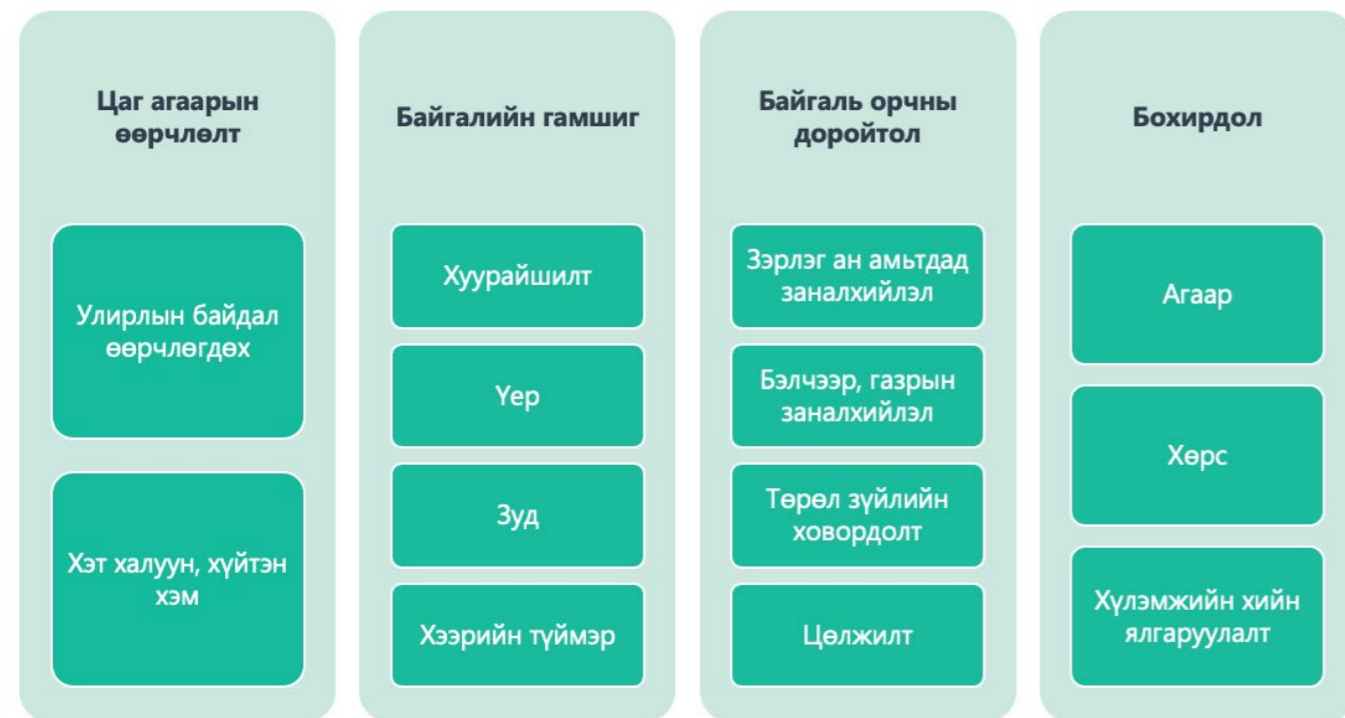 Цаг агаарын
өөрчлөлт
Улирлын байдал
өөрчлөгдөх
Хэт халуун, хүйтэн
хэм
Байгалийн гамшиг
Хуурайшилт
Үер
Зуд
Хээрийн түймэр
Байгаль орчны
доройтол
Зэрлэг ан амьтдад
заналхийлэл
Бэлчээр, газрын
заналхийлэл
Төрөл зүйлийн
ховордолт
Цөлжилт
Бохирдол
Агаар
Хөрс
Хүлэмжийн хийн
ялгаруулалт